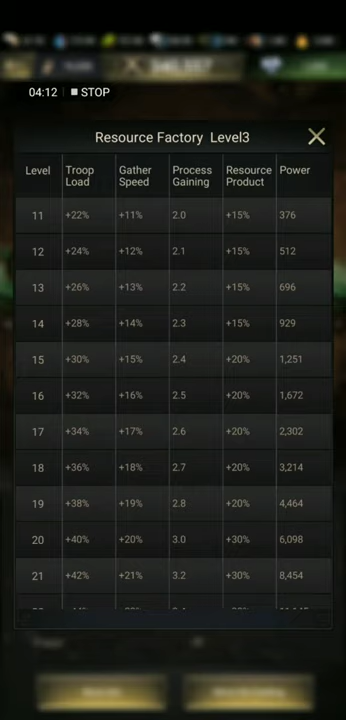 04:12 STOP
Resource Factory Level3
Level Troop Load Gather Speed Process Gaining Resource Product Power
11 +22% +11% 2.0 +15% 376
12 +24% +12% 2.1 +15% 512
13 +26% +13% 2.2 +15% 696
14 +28% +14% 2.3 +15% 929
15 +30% +15% 2.4 +20% 1,251
16 +32% +16% 2.5 +20% 1,672
17 +34% +17% 2.6 +20% 2,302
18 +36% +18% 2.7 +20% 3,214
19 +38% +19% 2.8 +20% 4,464
20 +40% +20% 3.0 +30% 6,098
21 +42% +21% 3.2 +30% 8,454